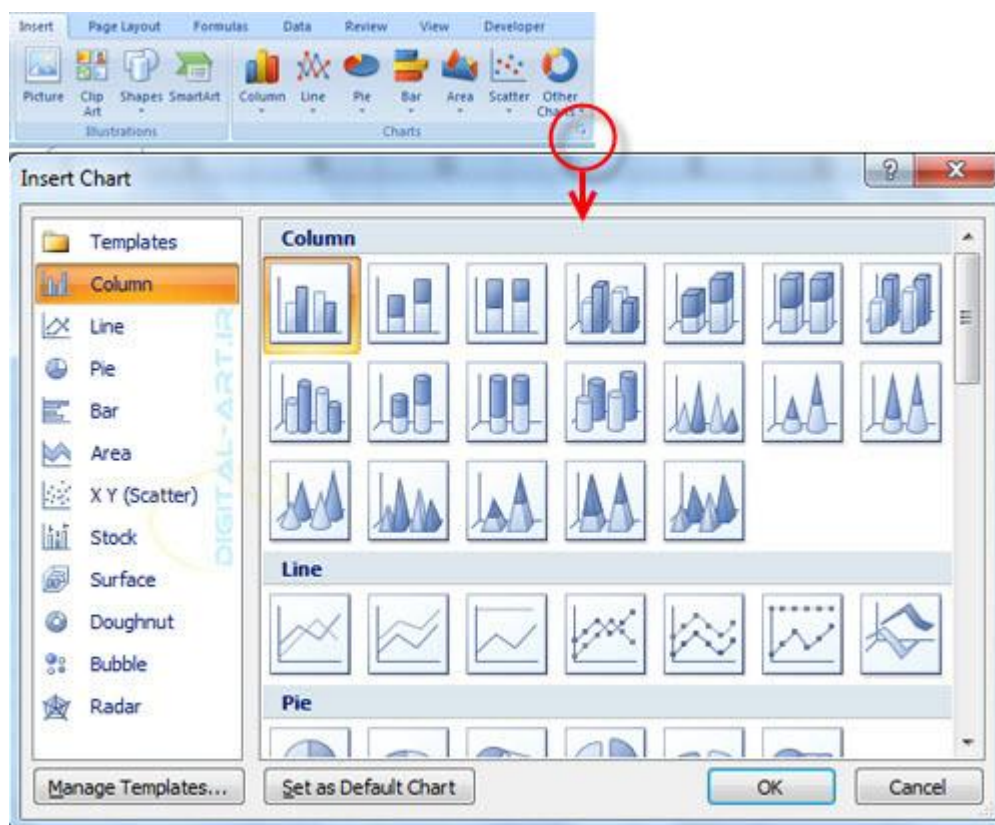 Insert Page Layout Formulas Data Review View Developer
Picture Clip Art Shapes SmartArt Column Line Pie Bar Area Scatter Other Charts
Illustrations Charts
Insert Chart
Templates
Column
Line
Pie
Bar
Area
X Y (Scatter)
Stock
Surface
Doughnut
Bubble
Radar
Column
Line
Pie
Manage Templates...
Set as Default Chart
OK
Cancel
DIGITAL-ART.IR